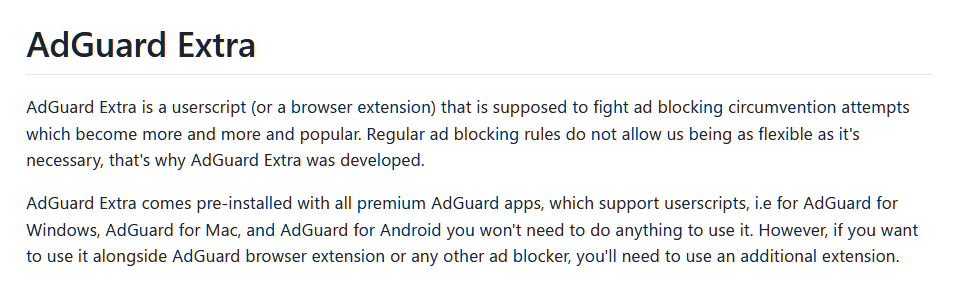 AdGuard Extra
AdGuard Extra is a userscript (or a browser extension) that is supposed to fight ad blocking circumvention attempts
which become more and more and popular. Regular ad blocking rules do not allow us being as flexible as it's
necessary, that's why AdGuard Extra was developed.
AdGuard Extra comes pre-installed with all premium AdGuard apps, which support userscripts, i.e for AdGuard for
Windows, AdGuard for Mac, and AdGuard for Android you won't need to do anything to use it. However, if you want
to use it alongside AdGuard browser extension or any other ad blocker, you'll need to use an additional extension.